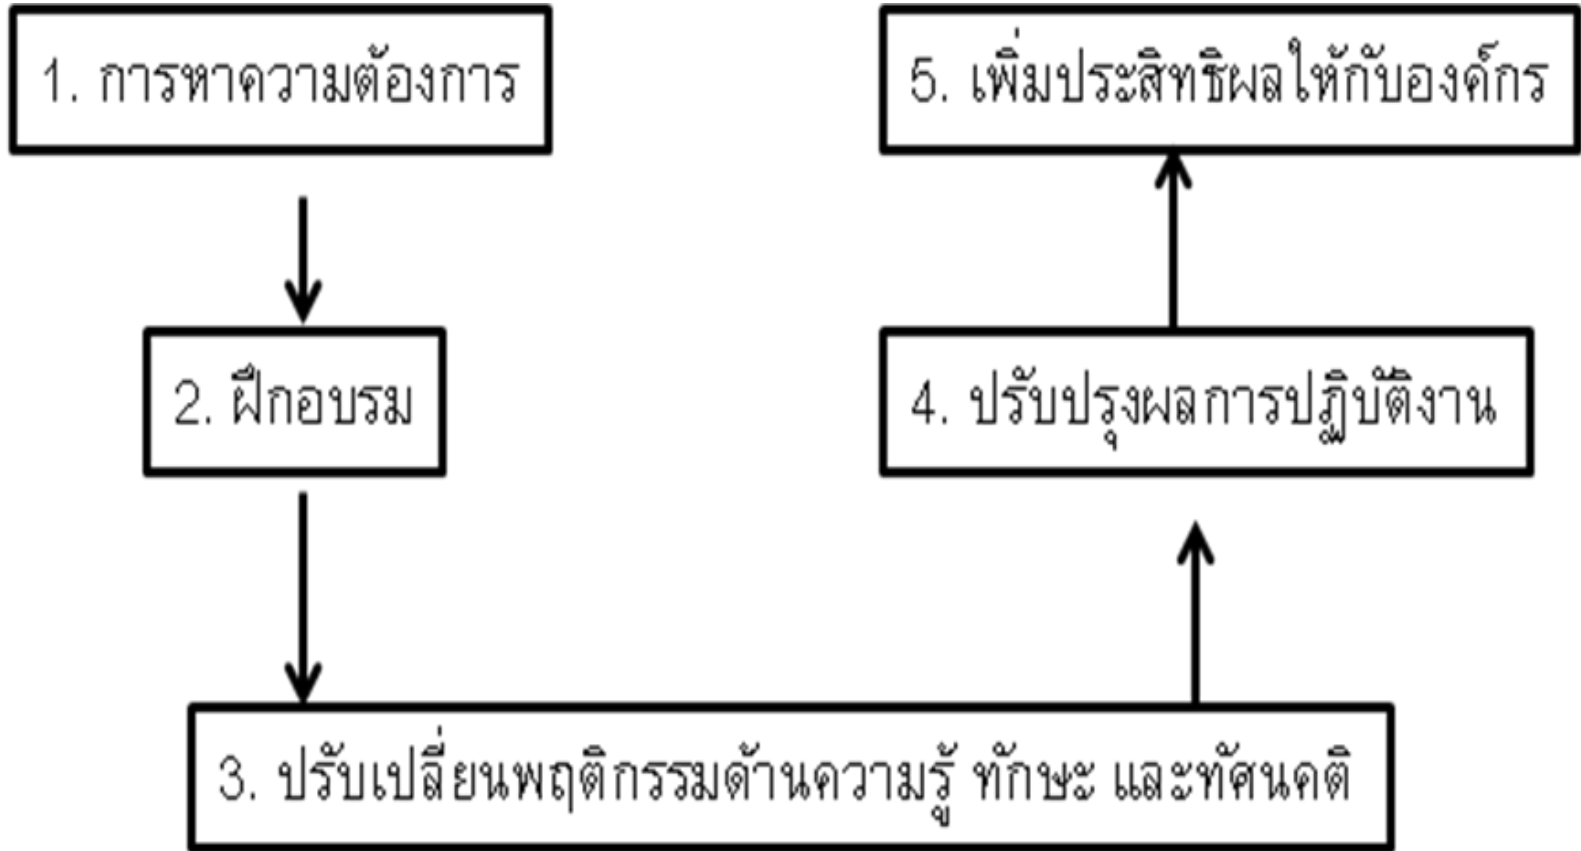 1. การหาความต้องการ
2. ฝึกอบรม
3. ปรับเปลี่ยนพฤติกรรมด้านความรู้ ทักษะ และทัศนคติ
4. ปรับปรุงผลการปฏิบัติงาน
5. เพิ่มประสิทธิผลให้กับองค์กร